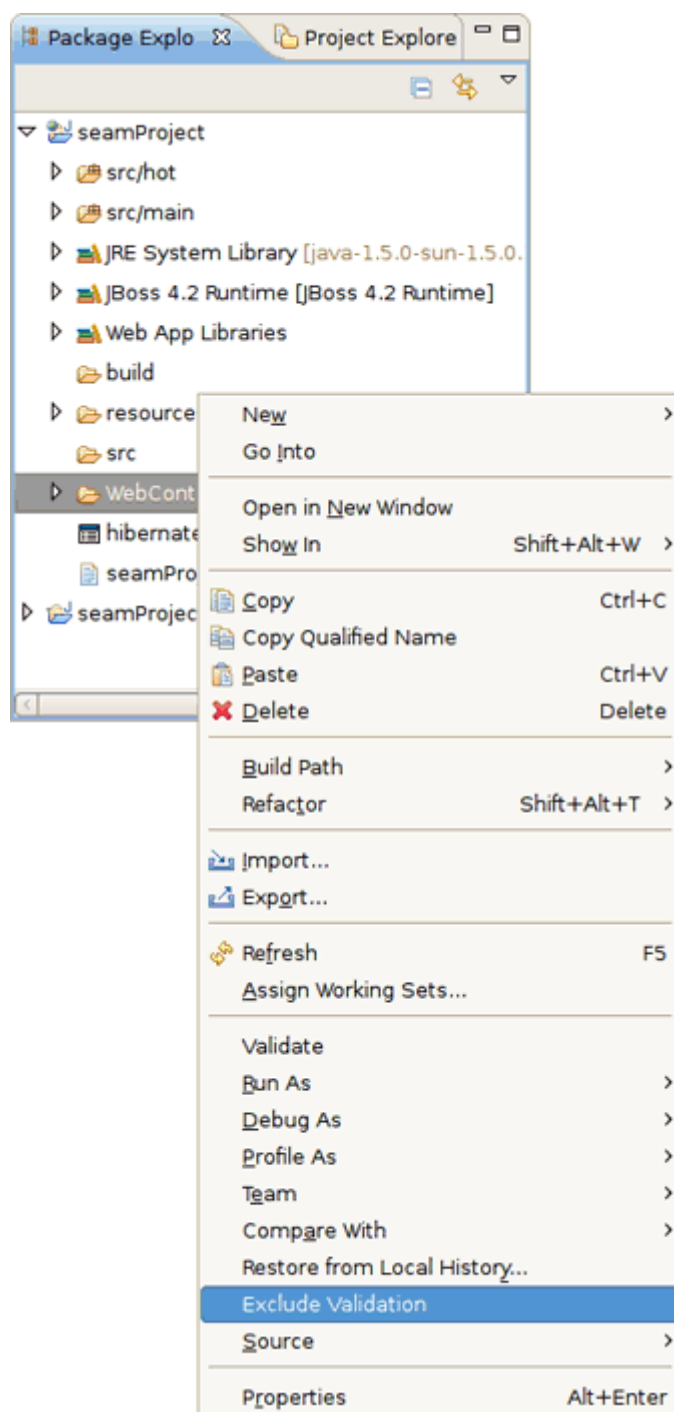 Package Explo
Project Explore
seamProject
src/hot
src/main
JRE System Library [java-1.5.0-sun-1.5.0.
JBoss 4.2 Runtime [JBoss 4.2 Runtime]
Web App Libraries
build
resource
src
WebCont
hibernate
seamPro
seamProjec
New
Go Into
Open in New Window
Show In Shift+Alt+W
Copy Ctrl+C
Copy Qualified Name
Paste Ctrl+V
Delete Delete
Build Path
Refactor Shift+Alt+T
Import...
Export...
Refresh F5
Assign Working Sets...
Validate
Run As
Debug As
Profile As
Team
Compare With
Restore from Local History...
Exclude Validation
Source
Properties Alt+Enter